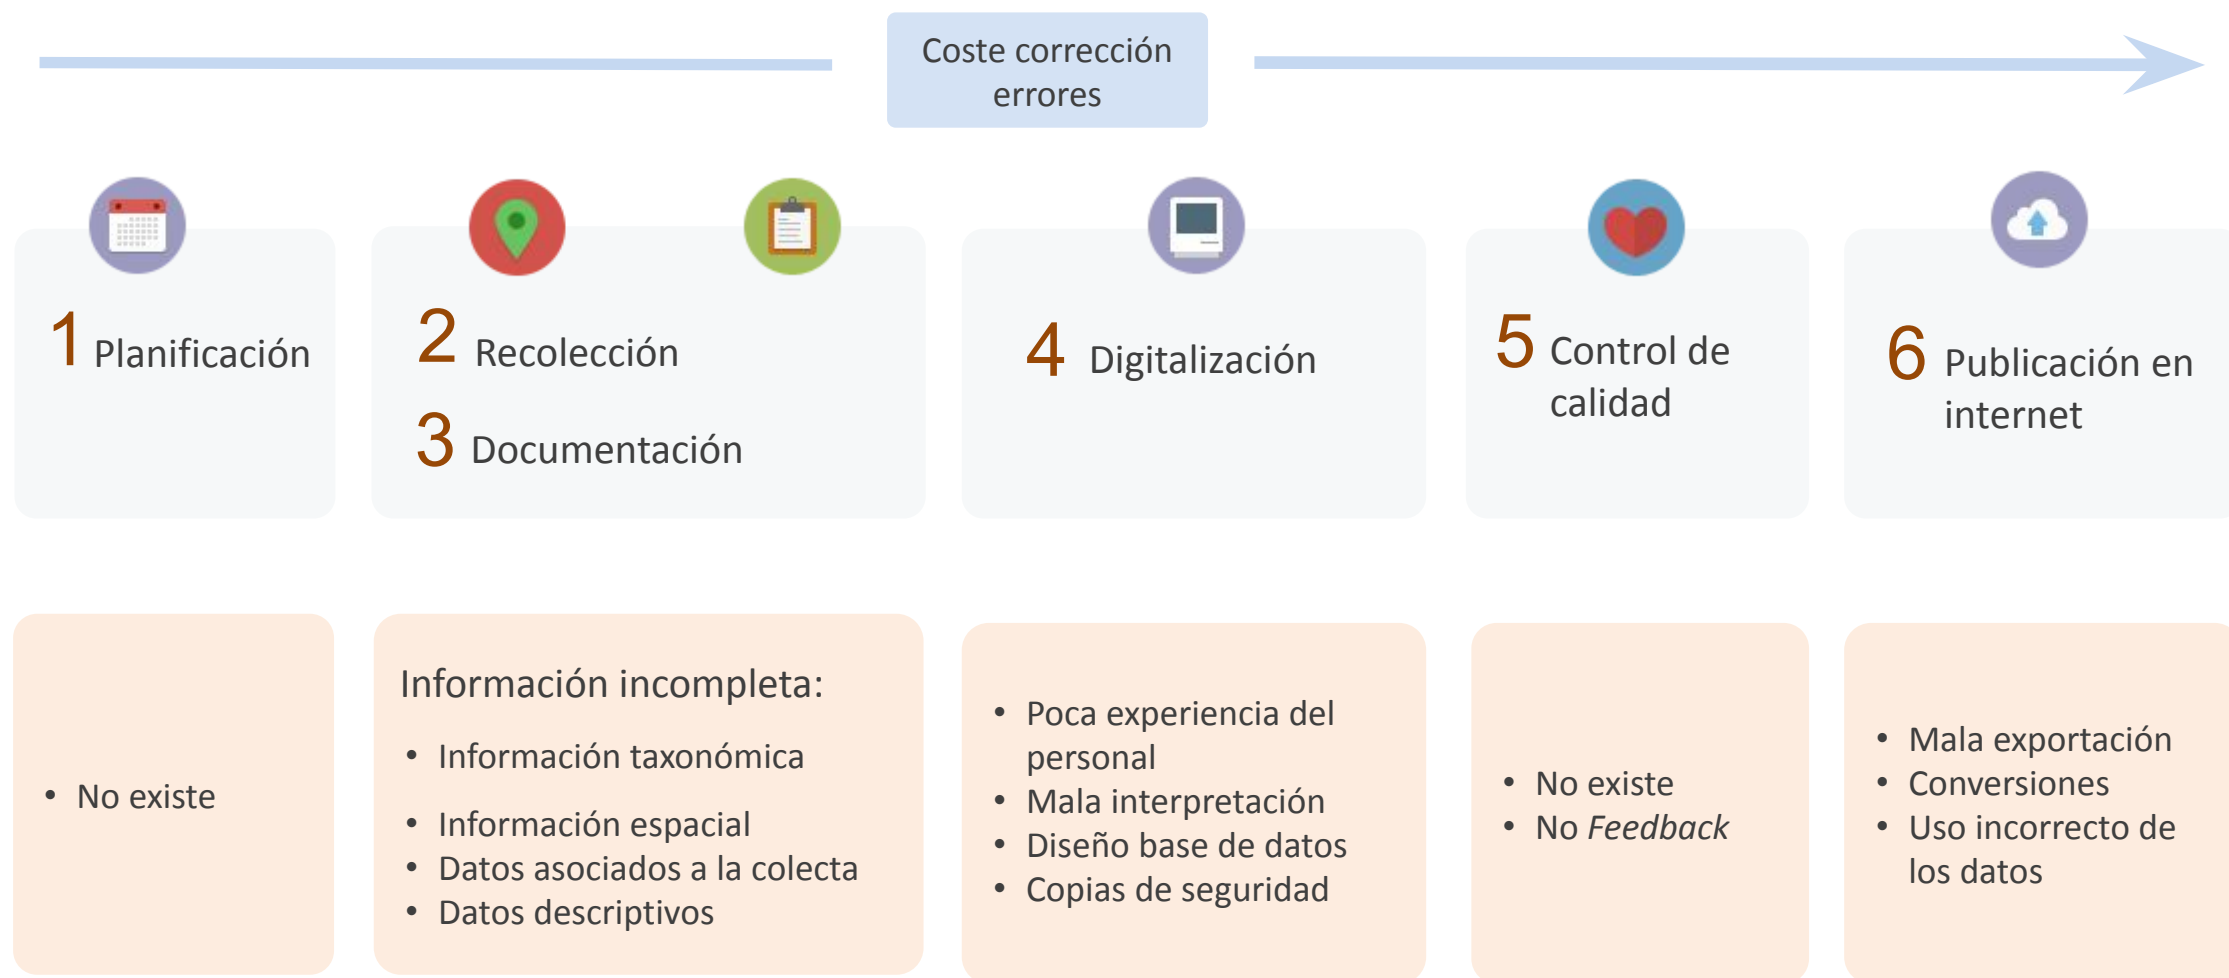 Coste corrección
errores
1 Planificación
2 Recolección
3 Documentación
4 Digitalización
5 Control de
calidad
6 Publicación en
internet
• No existe
Información incompleta:
• Información taxonómica
• Información espacial
• Datos asociados a la colecta
• Datos descriptivos
• Poca experiencia del
personal
• Mala interpretación
• Diseño base de datos
• Copias de seguridad
• No existe
• No Feedback
• Mala exportación
• Conversiones
• Uso incorrecto de
los datos